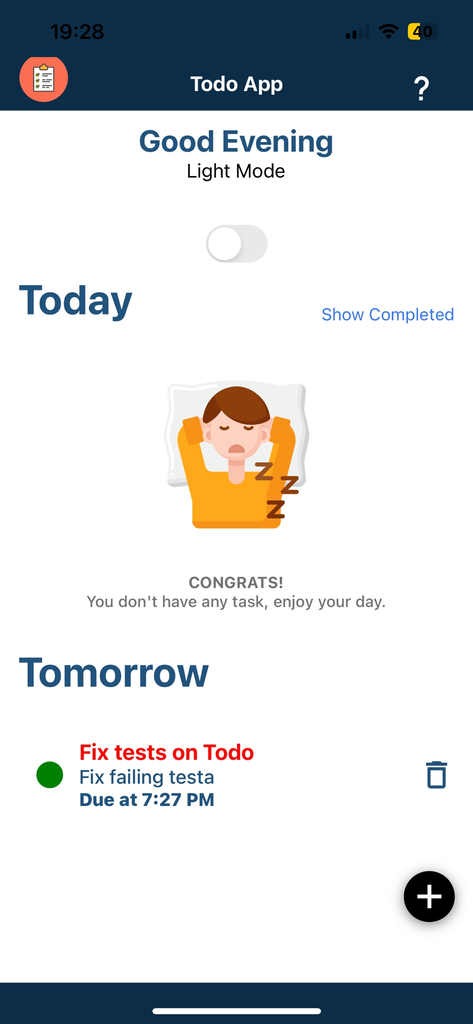 19:28
40
Todo App
?
Good Evening
Light Mode
Today
Show Completed
Z
Z
Z
CONGRATS!
You don't have any task, enjoy your day.
Tomorrow
Fix tests on Todo
Fix failing testa
Due at 7:27 PM
+